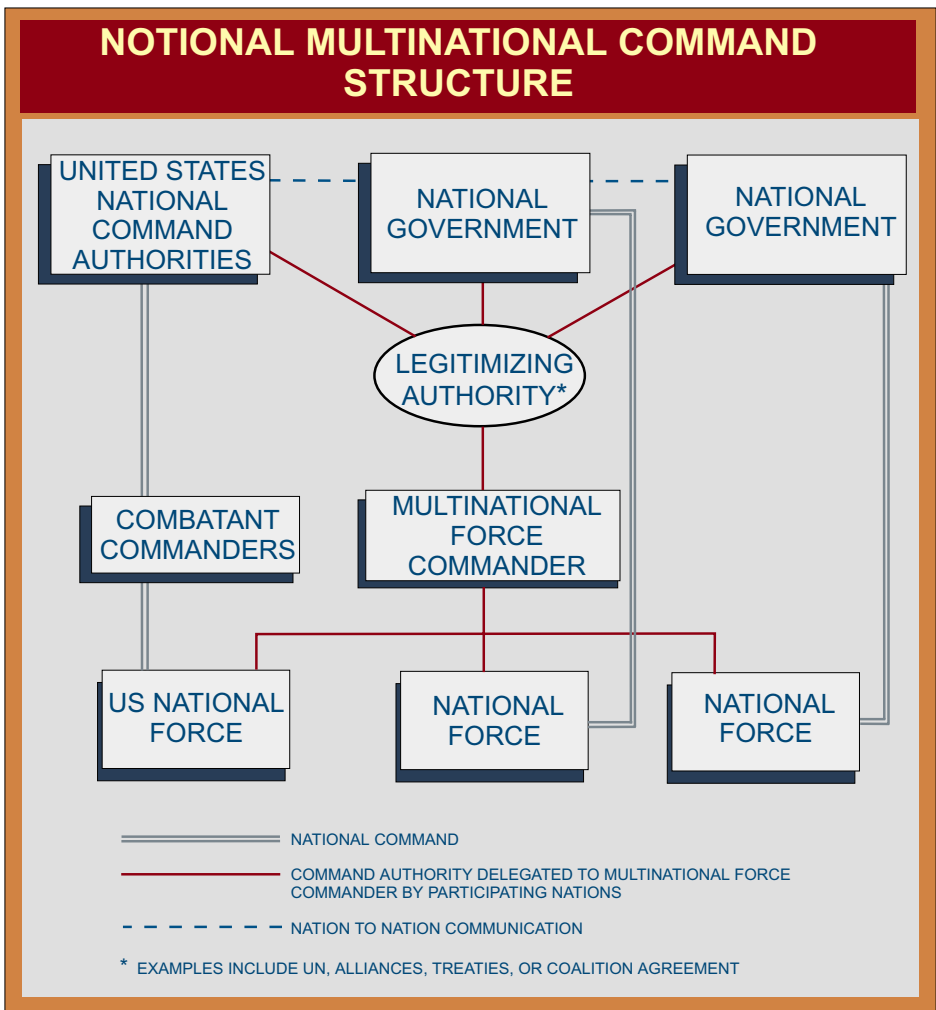 NOTIONAL MULTINATIONAL COMMAND
STRUCTURE
UNITED STATES
NATIONAL
COMMAND
AUTHORITIES
NATIONAL
GOVERNMENT
NATIONAL
GOVERNMENT
LEGITIMIZING
AUTHORITY*
COMBATANT
COMMANDERS
MULTINATIONAL
FORCE
COMMANDER
US NATIONAL
FORCE
NATIONAL
FORCE
NATIONAL
FORCE
NATIONAL COMMAND
COMMAND AUTHORITY DELEGATED TO MULTINATIONAL FORCE
COMMANDER BY PARTICIPATING NATIONS
NATION TO NATION COMMUNICATION
* EXAMPLES INCLUDE UN, ALLIANCES, TREATIES, OR COALITION AGREEMENT